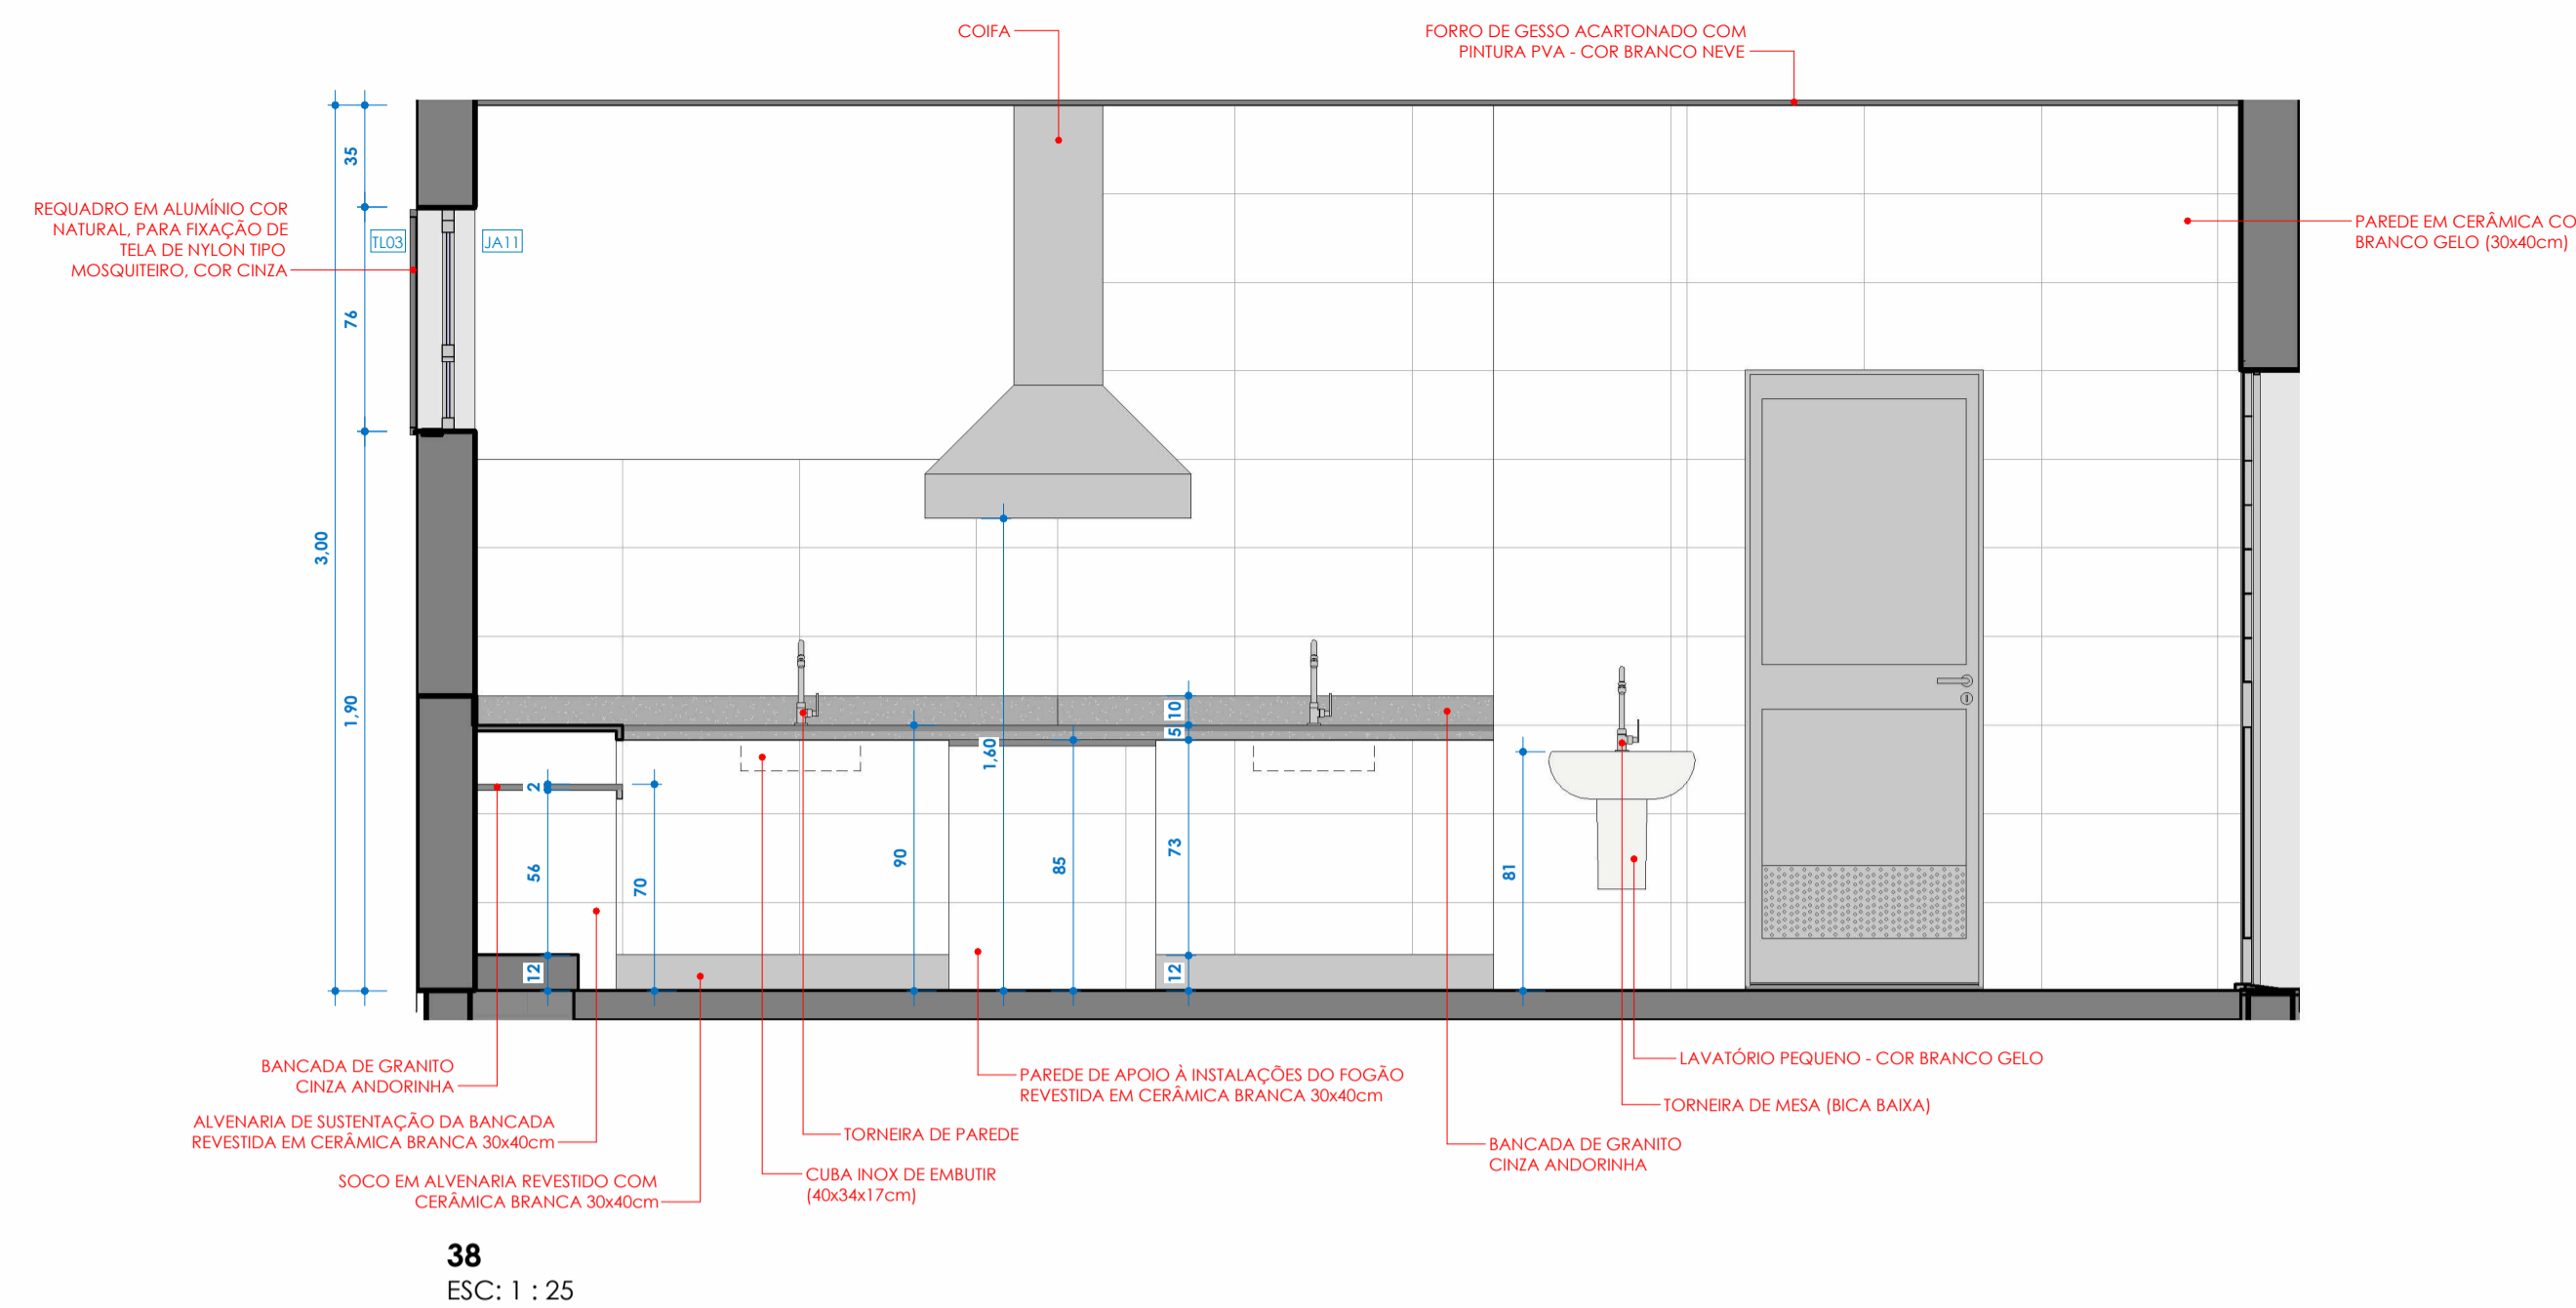 COIFA
FORRO DE GESSO ACARTONADO COM
PINTURA PVA - COR BRANCO NEVE
REQUADRO EM ALUMÍNIO COR
NATURAL, PARA FIXAÇÃO DE
TELA DE NYLON TIPO
MOSQUITEIRO, COR CINZA
TL03
JA11
PAREDE EM CERÂMICA CO
BRANCO GELO (30x40cm)
35
76
3,00
1,90
10
5
1,60
2
56
70
90
85
73
81
12
12
BANCADA DE GRANITO
CINZA ANDORINHA
ALVENARIA DE SUSTENTAÇÃO DA BANCADA
REVESTIDA EM CERÂMICA BRANCA 30x40cm
SOCO EM ALVENARIA REVESTIDO COM
CERÂMICA BRANCA 30x40cm
TORNEIRA DE PAREDE
CUBA INOX DE EMBUTIR
(40x34x17cm)
PAREDE DE APOIO À INSTALAÇÕES DO FOGÃO
REVESTIDA EM CERÂMICA BRANCA 30x40cm
LAVATÓRIO PEQUENO - COR BRANCO GELO
TORNEIRA DE MESA (BICA BAIXA)
BANCADA DE GRANITO
CINZA ANDORINHA
38
ESC: 1 : 25